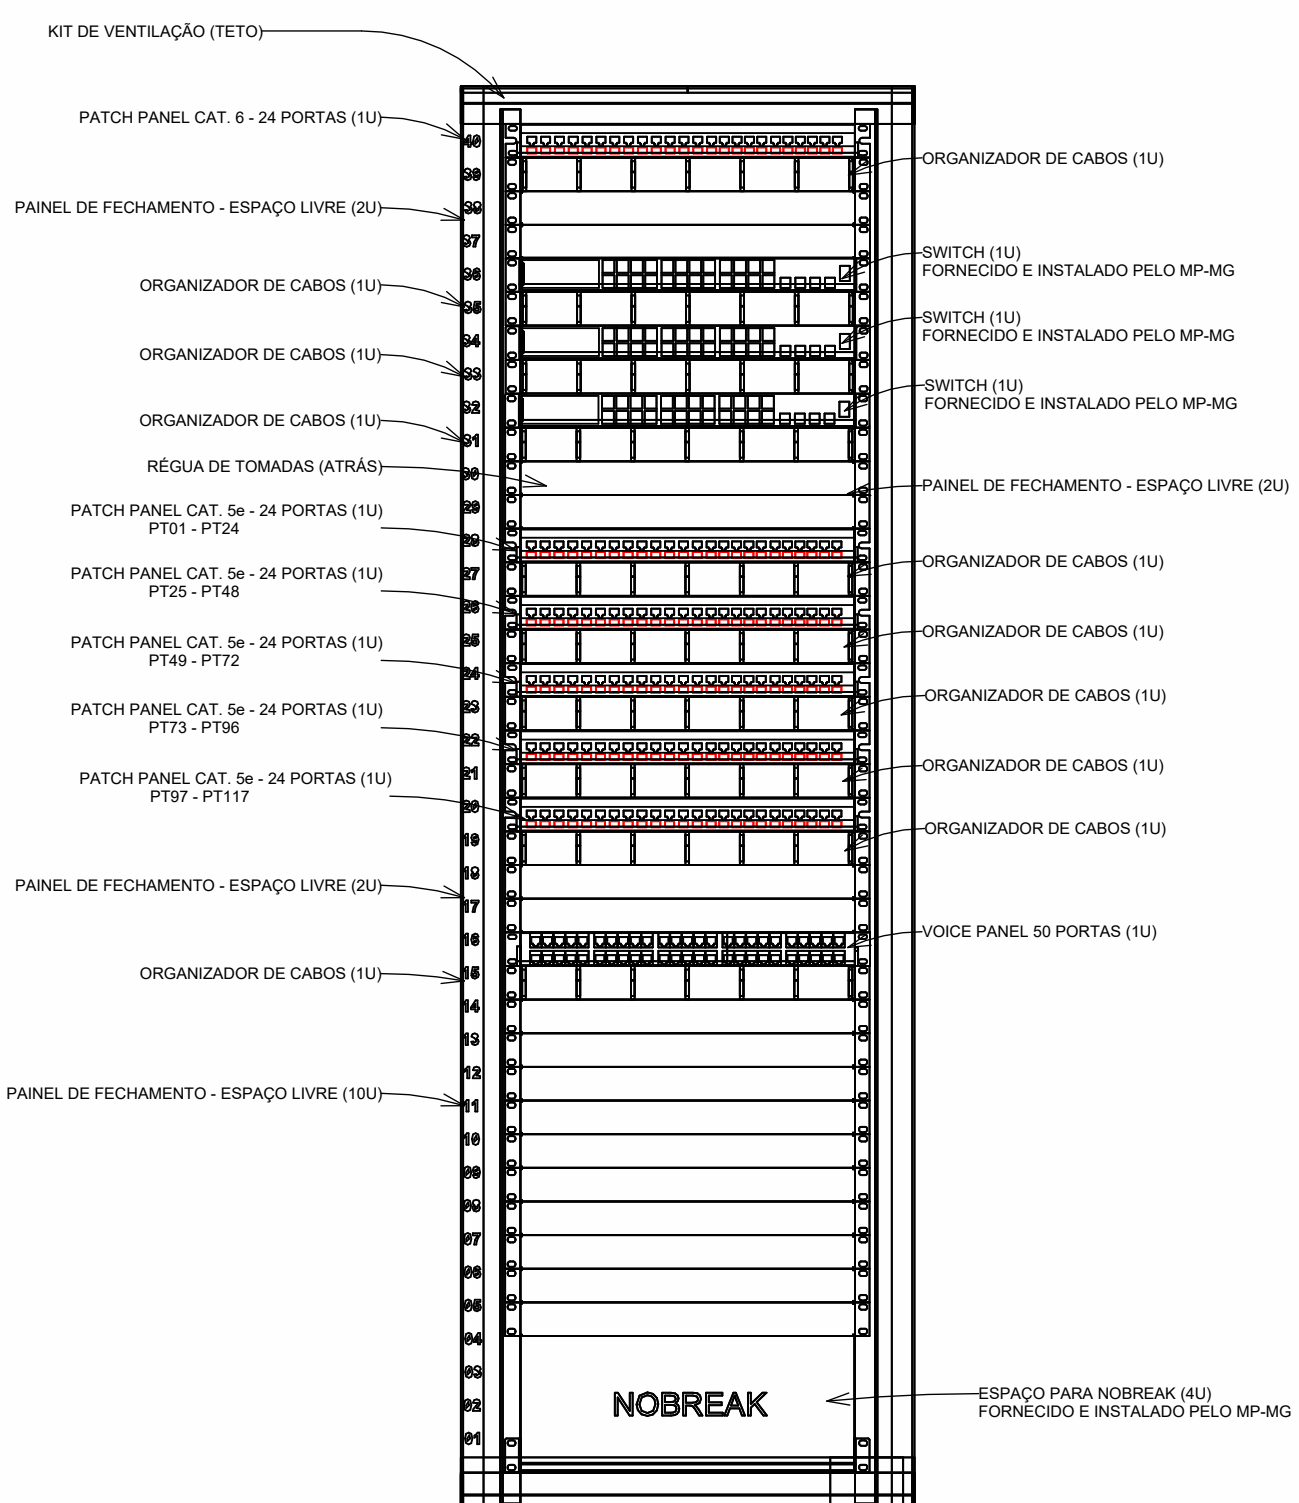 KIT DE VENTILAÇÃO (TETO)
PATCH PANEL CAT. 6 - 24 PORTAS (1U)
PAINEL DE FECHAMENTO - ESPAÇO LIVRE (2U)
ORGANIZADOR DE CABOS (1U)
ORGANIZADOR DE CABOS (1U)
ORGANIZADOR DE CABOS (1U)
RÉGUA DE TOMADAS (ATRÁS)
PATCH PANEL CAT. 5e - 24 PORTAS (1U)
PT01 - PT24
PATCH PANEL CAT. 5e - 24 PORTAS (1U)
PT25 - PT48
PATCH PANEL CAT. 5e - 24 PORTAS (1U)
PT49 - PT72
PATCH PANEL CAT. 5e - 24 PORTAS (1U)
PT73 - PT96
PATCH PANEL CAT. 5e - 24 PORTAS (1U)
PT97 - PT117
PAINEL DE FECHAMENTO - ESPAÇO LIVRE (2U)
ORGANIZADOR DE CABOS (1U)
PAINEL DE FECHAMENTO - ESPAÇO LIVRE (10U)
40
39
38
37
36
35
34
33
32
31
30
29
28
27
26
25
24
23
22
21
20
19
18
17
16
15
14
13
12
11
10
09
08
07
06
05
04
03
02
01
NOBREAK
ORGANIZADOR DE CABOS (1U)
SWITCH (1U)
FORNECIDO E INSTALADO PELO MP-MG
SWITCH (1U)
FORNECIDO E INSTALADO PELO MP-MG
SWITCH (1U)
FORNECIDO E INSTALADO PELO MP-MG
PAINEL DE FECHAMENTO - ESPAÇO LIVRE (2U)
ORGANIZADOR DE CABOS (1U)
ORGANIZADOR DE CABOS (1U)
ORGANIZADOR DE CABOS (1U)
ORGANIZADOR DE CABOS (1U)
ORGANIZADOR DE CABOS (1U)
VOICE PANEL 50 PORTAS (1U)
ESPAÇO PARA NOBREAK (4U)
FORNECIDO E INSTALADO PELO MP-MG